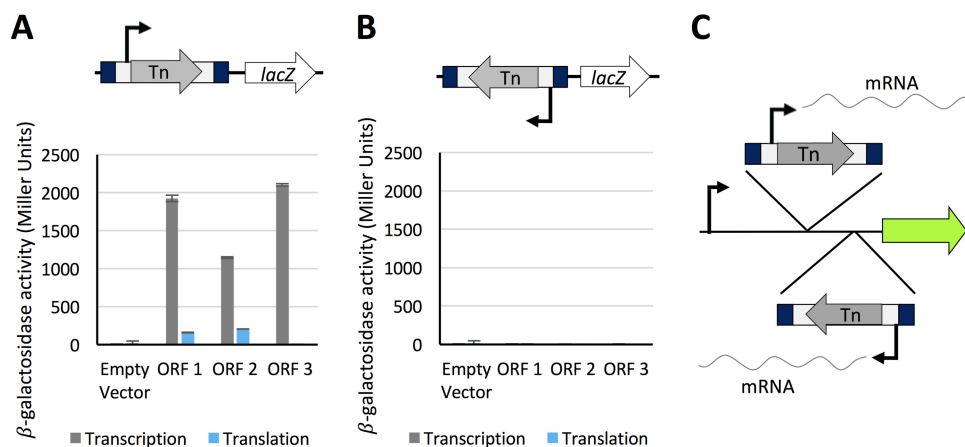 A
Tn
lacZ
β-galactosidase activity (Miller Units)
2500
2000
1500
1000
500
0
Empty Vector
ORF 1
ORF 2
ORF 3
Transcription
Translation
B
Tn
lacZ
β-galactosidase activity (Miller Units)
2500
2000
1500
1000
500
0
Empty
Vector
ORF 1
ORF 2
ORF 3
Transcription
Translation
C
mRNA
Tn
Tn
mRNA